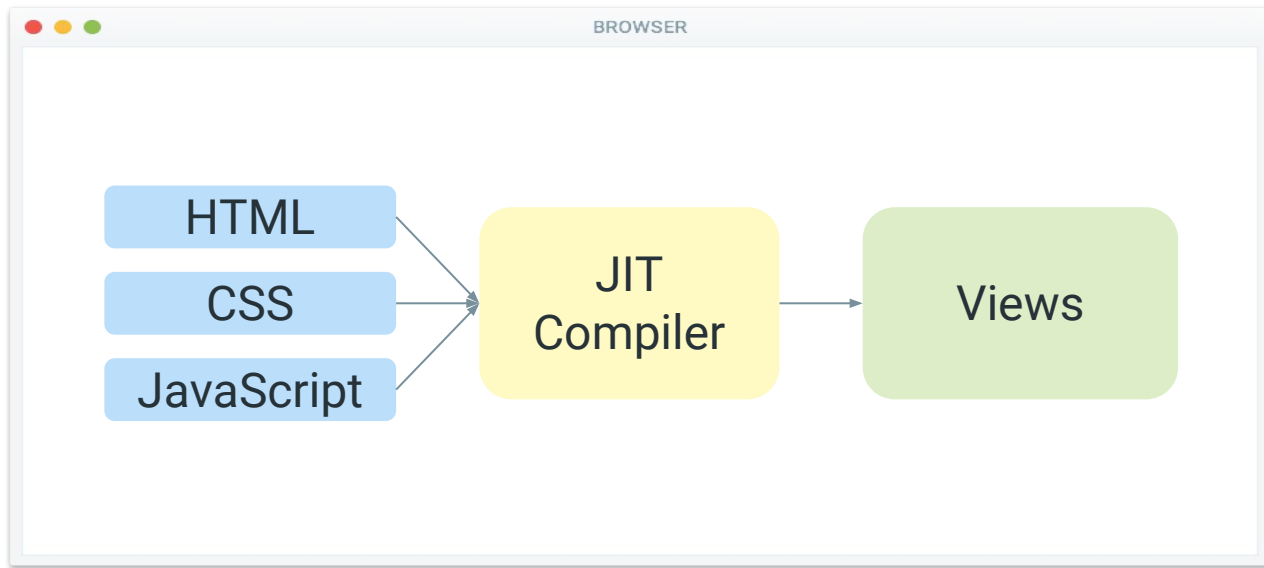 BROWSER
HTML
CSS
JavaScript
JIT
Compiler
Views